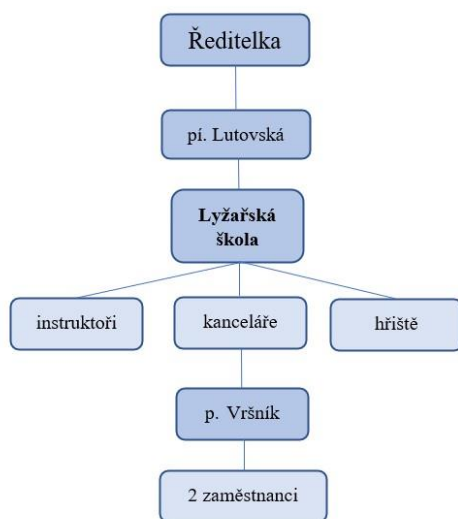 Ředitelka
pí. Lutovská
Lyžařská
škola
instruktoři
kanceláře
hřiště
p. Vršník
2 zaměstnanci